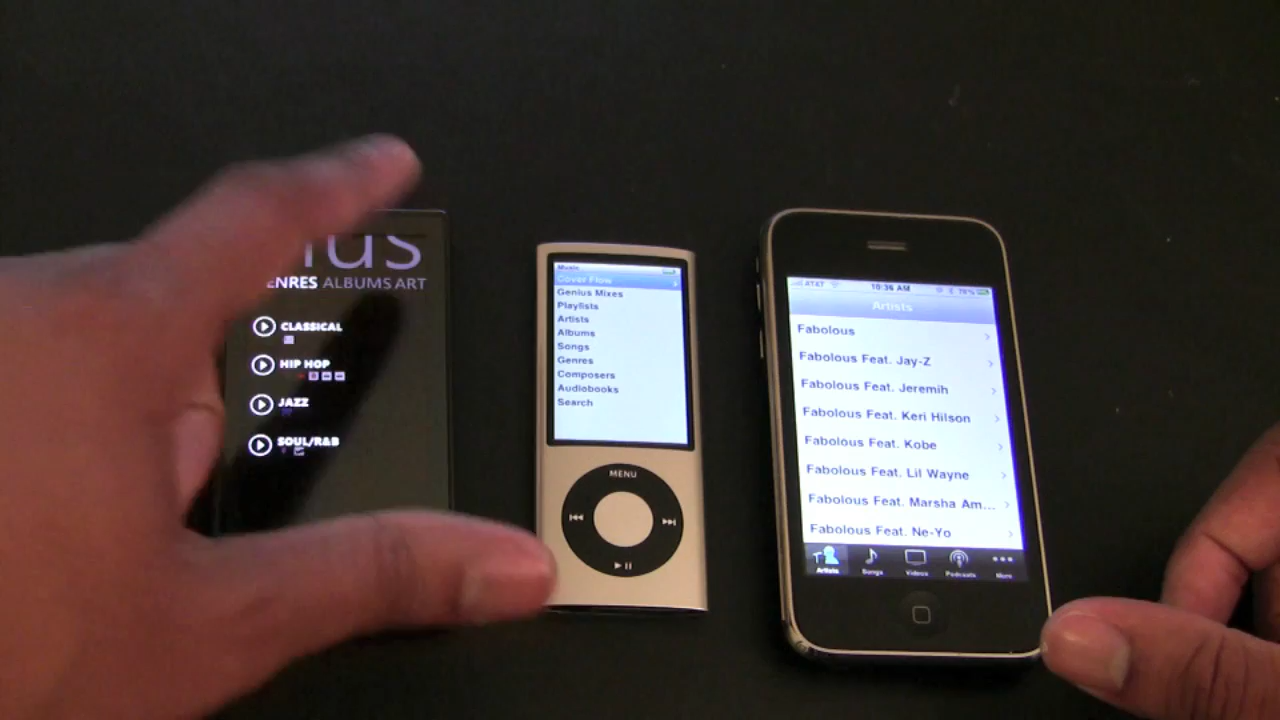 ENRES ALBUMS ART
CLASSICAL
HIP HOP
JAZZ
SOUL/R&B
Music
Cover Flow
Genius Mixes
Playlists
Artists
Albums
Songs
Genres
Composers
Audiobooks
Search
MENU
AT&T 10:36 AM
Artists
Fabolous
Fabolous Feat. Jay-Z
Fabolous Feat. Jeremih
Fabolous Feat. Keri Hilson
Fabolous Feat. Kobe
Fabolous Feat. Lil Wayne
Fabolous Feat. Marsha Am...
Fabolous Feat. Ne-Yo
Artists Songs Videos Podcasts More